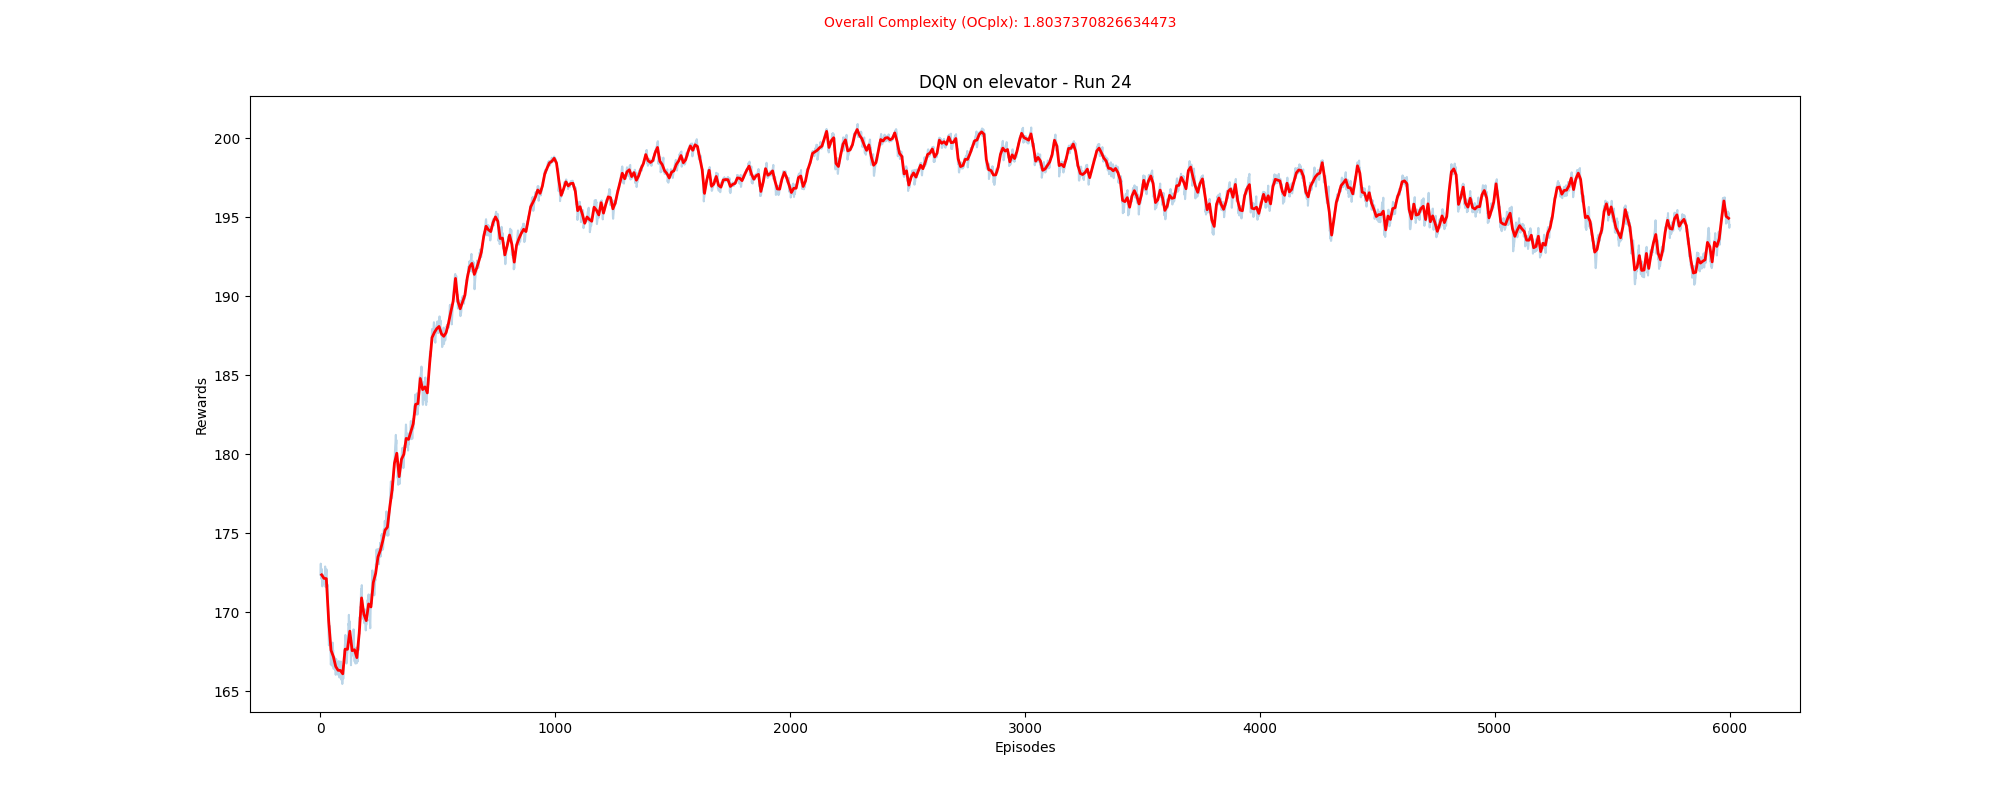 Overall Complexity (OCplx): 1.8037370826634473
DQN on elevator - Run 24
200
195
190
185
180
175
170
165
Rewards
0 1000 2000 3000 4000 5000 6000
Episodes